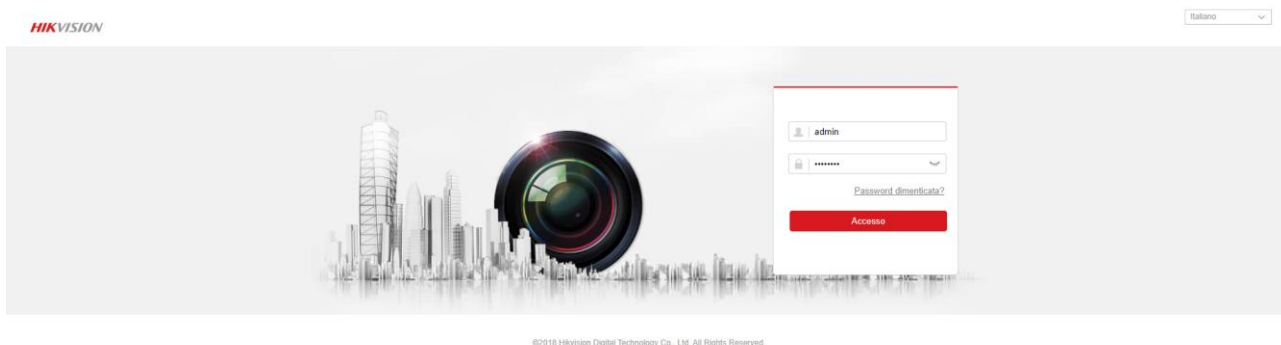 HIKVISION
Italiano
admin
••••••••
Password dimenticata?
Accesso
©2018 Hikvision Digital Technology Co., Ltd. All Rights Reserved.